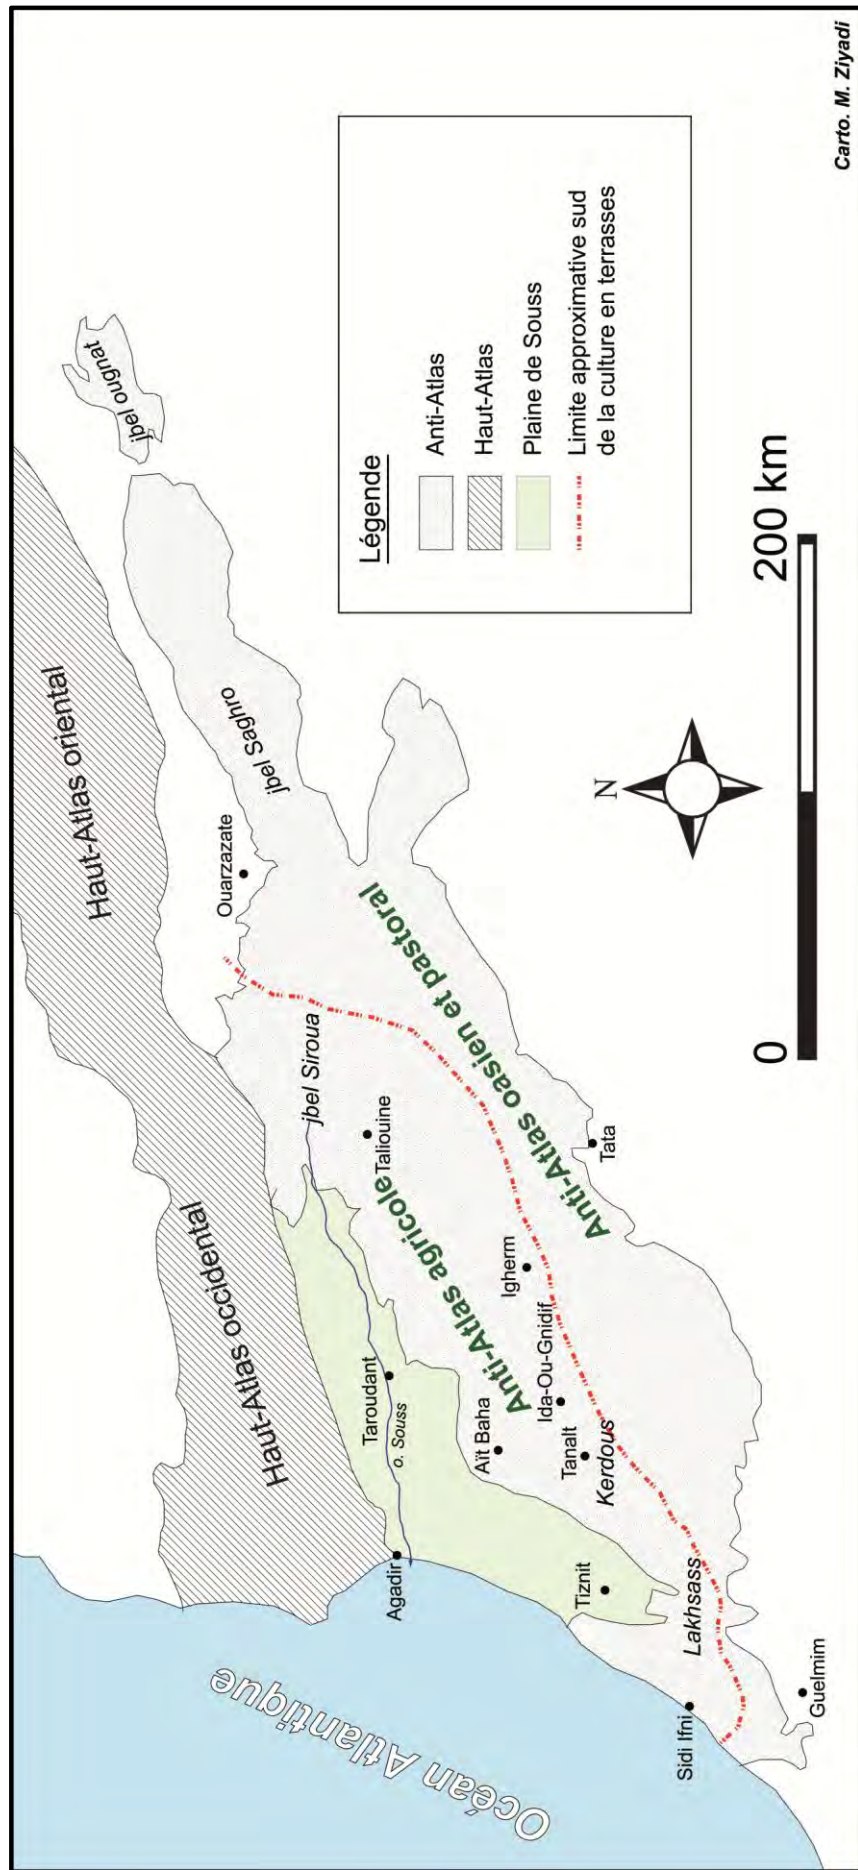 Haut-Atlas oriental
jbel ougnat
Haut-Atlas occidental
Ouarzazate
jbel Saghro
jbel Siroua
Taliouine
Taroudant
o. Souss
Agadir
Océan Atlantique
Anti-Atlas agricole
Anti-Atlas oasien et pastoral
Igherm
Aït Baha
Ida-Ou-Gnidif
Tanalt
Kerdous
Tata
Tiznit
Lakhsass
Sidi Ifni
Guelmim
Légende
Anti-Atlas
Haut-Atlas
Plaine de Souss
Limite approximative sud
de la culture en terrasses
N
0
200 km
Carto. M. Ziyadi